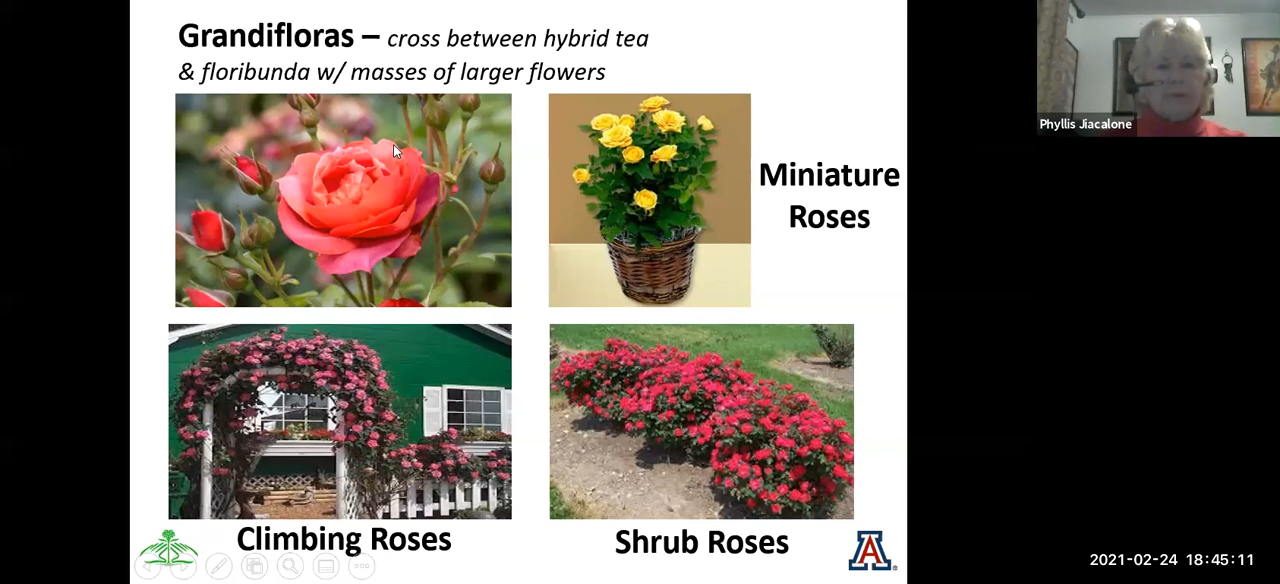 Grandifloras – cross between hybrid tea
& floribunda w/ masses of larger flowers
Miniature
Roses
Climbing Roses
Shrub Roses
A
Phyllis Jiacalone
2021-02-24 18:45:11